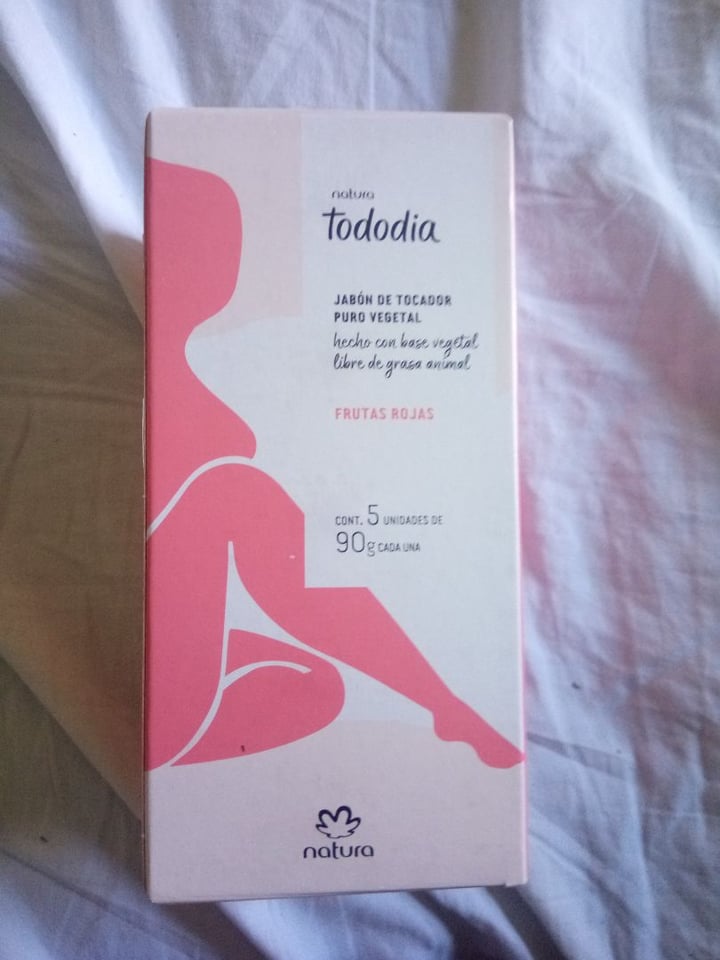 natura
tododia
JABÓN DE TOCADOR
PURO VEGETAL
hecho con base vegetal
libre de grasa animal
FRUTAS ROJAS
CONT. 5 UNIDADES DE
90g CADA UNA
natura